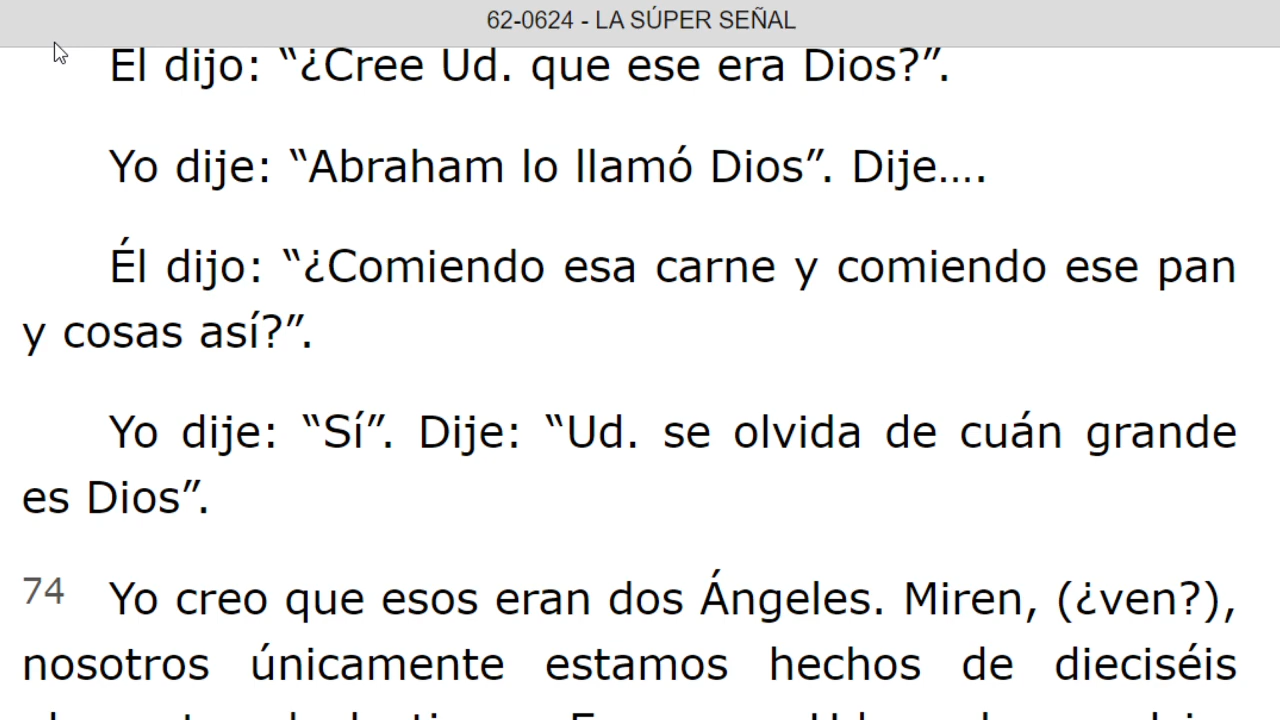 62-0624 - LA SÚPER SEÑAL
Él dijo: “¿Cree Ud. que ese era Dios?”.
Yo dije: “Abraham lo llamó Dios”. Dije….
Él dijo: “¿Comiendo esa carne y comiendo ese pan
y cosas así?”.
Yo dije: “Sí”. Dije: “Ud. se olvida de cuán grande
es Dios”.
74 Yo creo que esos eran dos Ángeles. Miren, (¿ven?),
nosotros únicamente estamos hechos de dieciséis